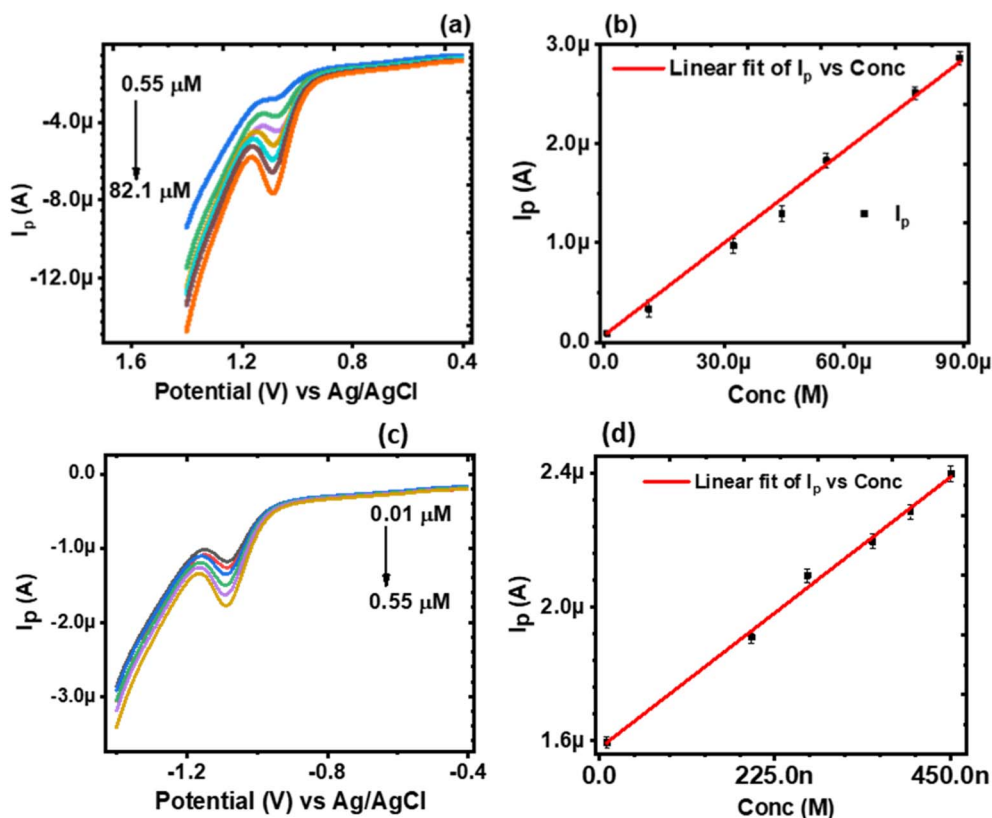 (a)
0.55 µM
82.1 µM
-4.0µ
-8.0µ
-12.0µ
Ip (A)
1.6 1.2 0.8 0.4
Potential (V) vs Ag/AgCl
(b)
3.0µ
2.0µ
1.0µ
0.0
Ip (A)
Linear fit of Ip vs Conc
Ip
0.0 30.0µ 60.0µ 90.0µ
Conc (M)
(c)
0.0
-1.0µ
-2.0µ
-3.0µ
Ip (A)
0.01 µM
0.55 µM
-1.2 -0.8 -0.4
Potential (V) vs Ag/AgCl
(d)
2.4µ
2.0µ
1.6µ
Ip (A)
Linear fit of Ip vs Conc
0.0 225.0n 450.0n
Conc (M)